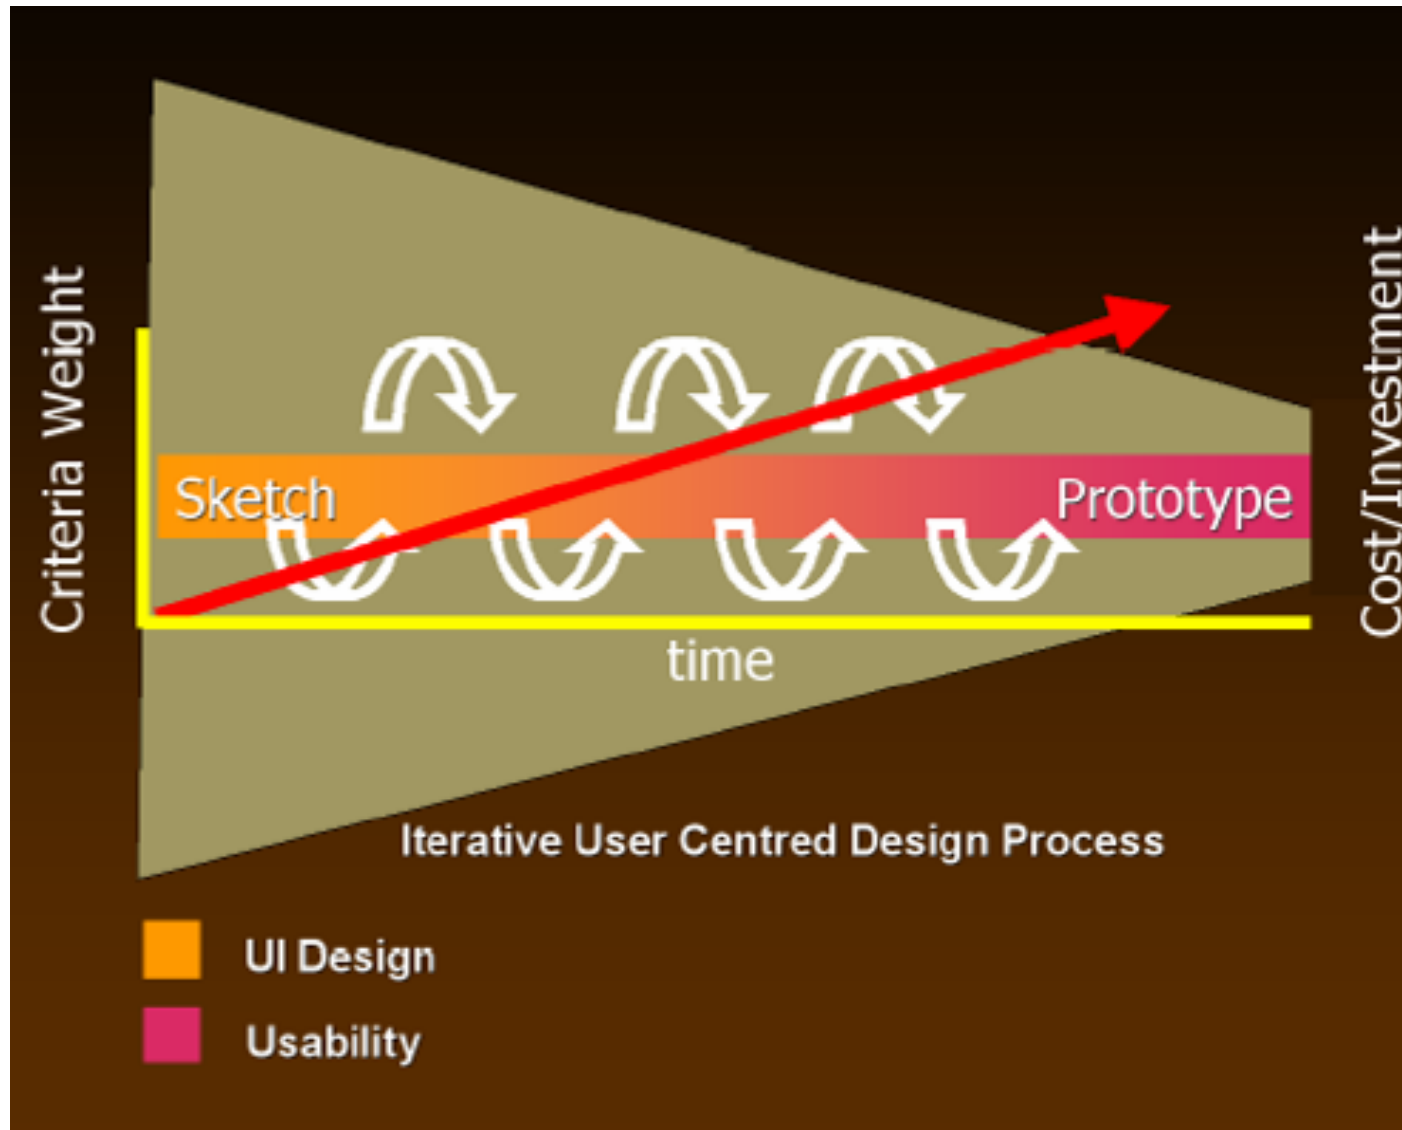 Criteria Weight
Cost/Investment
Sketch
Prototype
time
Iterative User Centred Design Process
UI Design
Usability